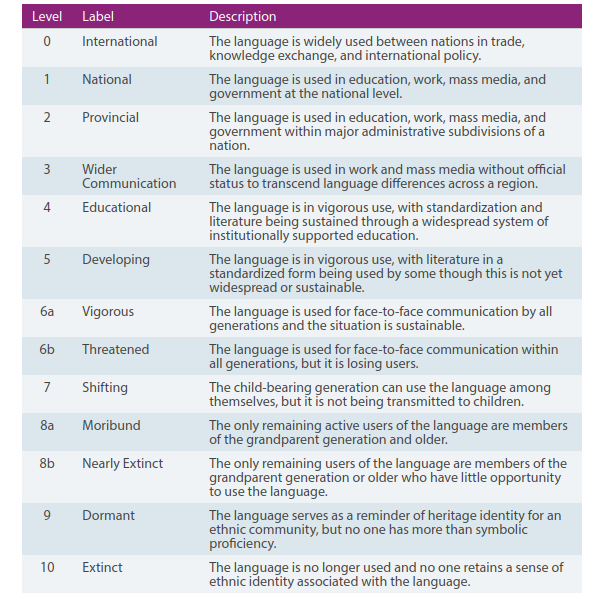 Level Label Description
0 International The language is widely used between nations in trade,
knowledge exchange, and international policy.
1 National The language is used in education, work, mass media, and
government at the national level.
2 Provincial The language is used in education, work, mass media, and
government within major administrative subdivisions of a
nation.
3 Wider The language is used in work and mass media without official
Communication status to transcend language differences across a region.
4 Educational The language is in vigorous use, with standardization and
literature being sustained through a widespread system of
institutionally supported education.
5 Developing The language is in vigorous use, with literature in a
standardized form being used by some though this is not yet
widespread or sustainable.
6a Vigorous The language is used for face-to-face communication by all
generations and the situation is sustainable.
6b Threatened The language is used for face-to-face communication within
all generations, but it is losing users.
7 Shifting The child-bearing generation can use the language among
themselves, but it is not being transmitted to children.
8a Moribund The only remaining active users of the language are members
of the grandparent generation and older.
8b Nearly Extinct The only remaining users of the language are members of the
grandparent generation or older who have little opportunity
to use the language.
9 Dormant The language serves as a reminder of heritage identity for an
ethnic community, but no one has more than symbolic
proficiency.
10 Extinct The language is no longer used and no one retains a sense of
ethnic identity associated with the language.